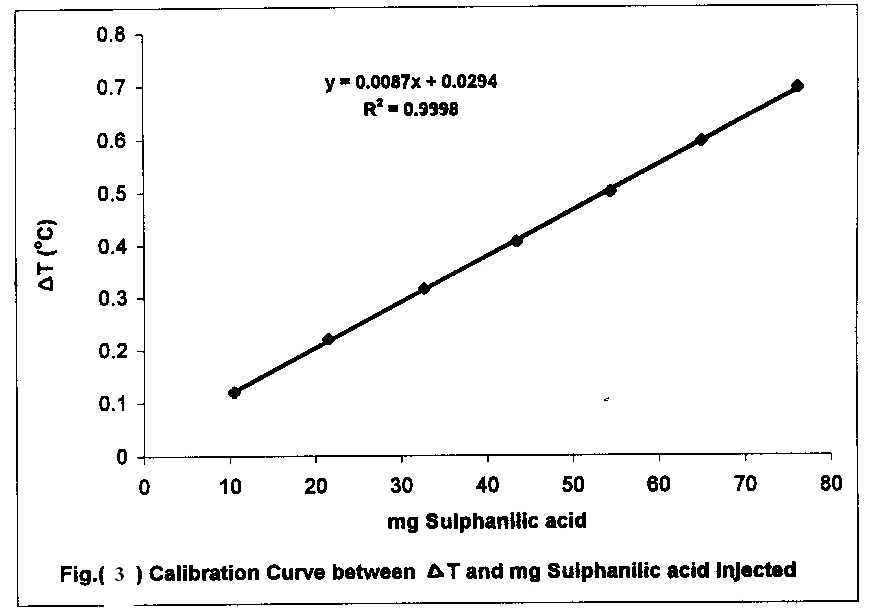 0.8
0.7
0.6
0.5
0.4
0.3
0.2
0.1
0
y = 0.0087x + 0.0294
R² = 0.9998
ΔT (°C)
0 10 20 30 40 50 60 70 80
mg Sulphanilic acid
Fig.( 3 ) Calibration Curve between ΔT and mg Sulphanilic acid Injected